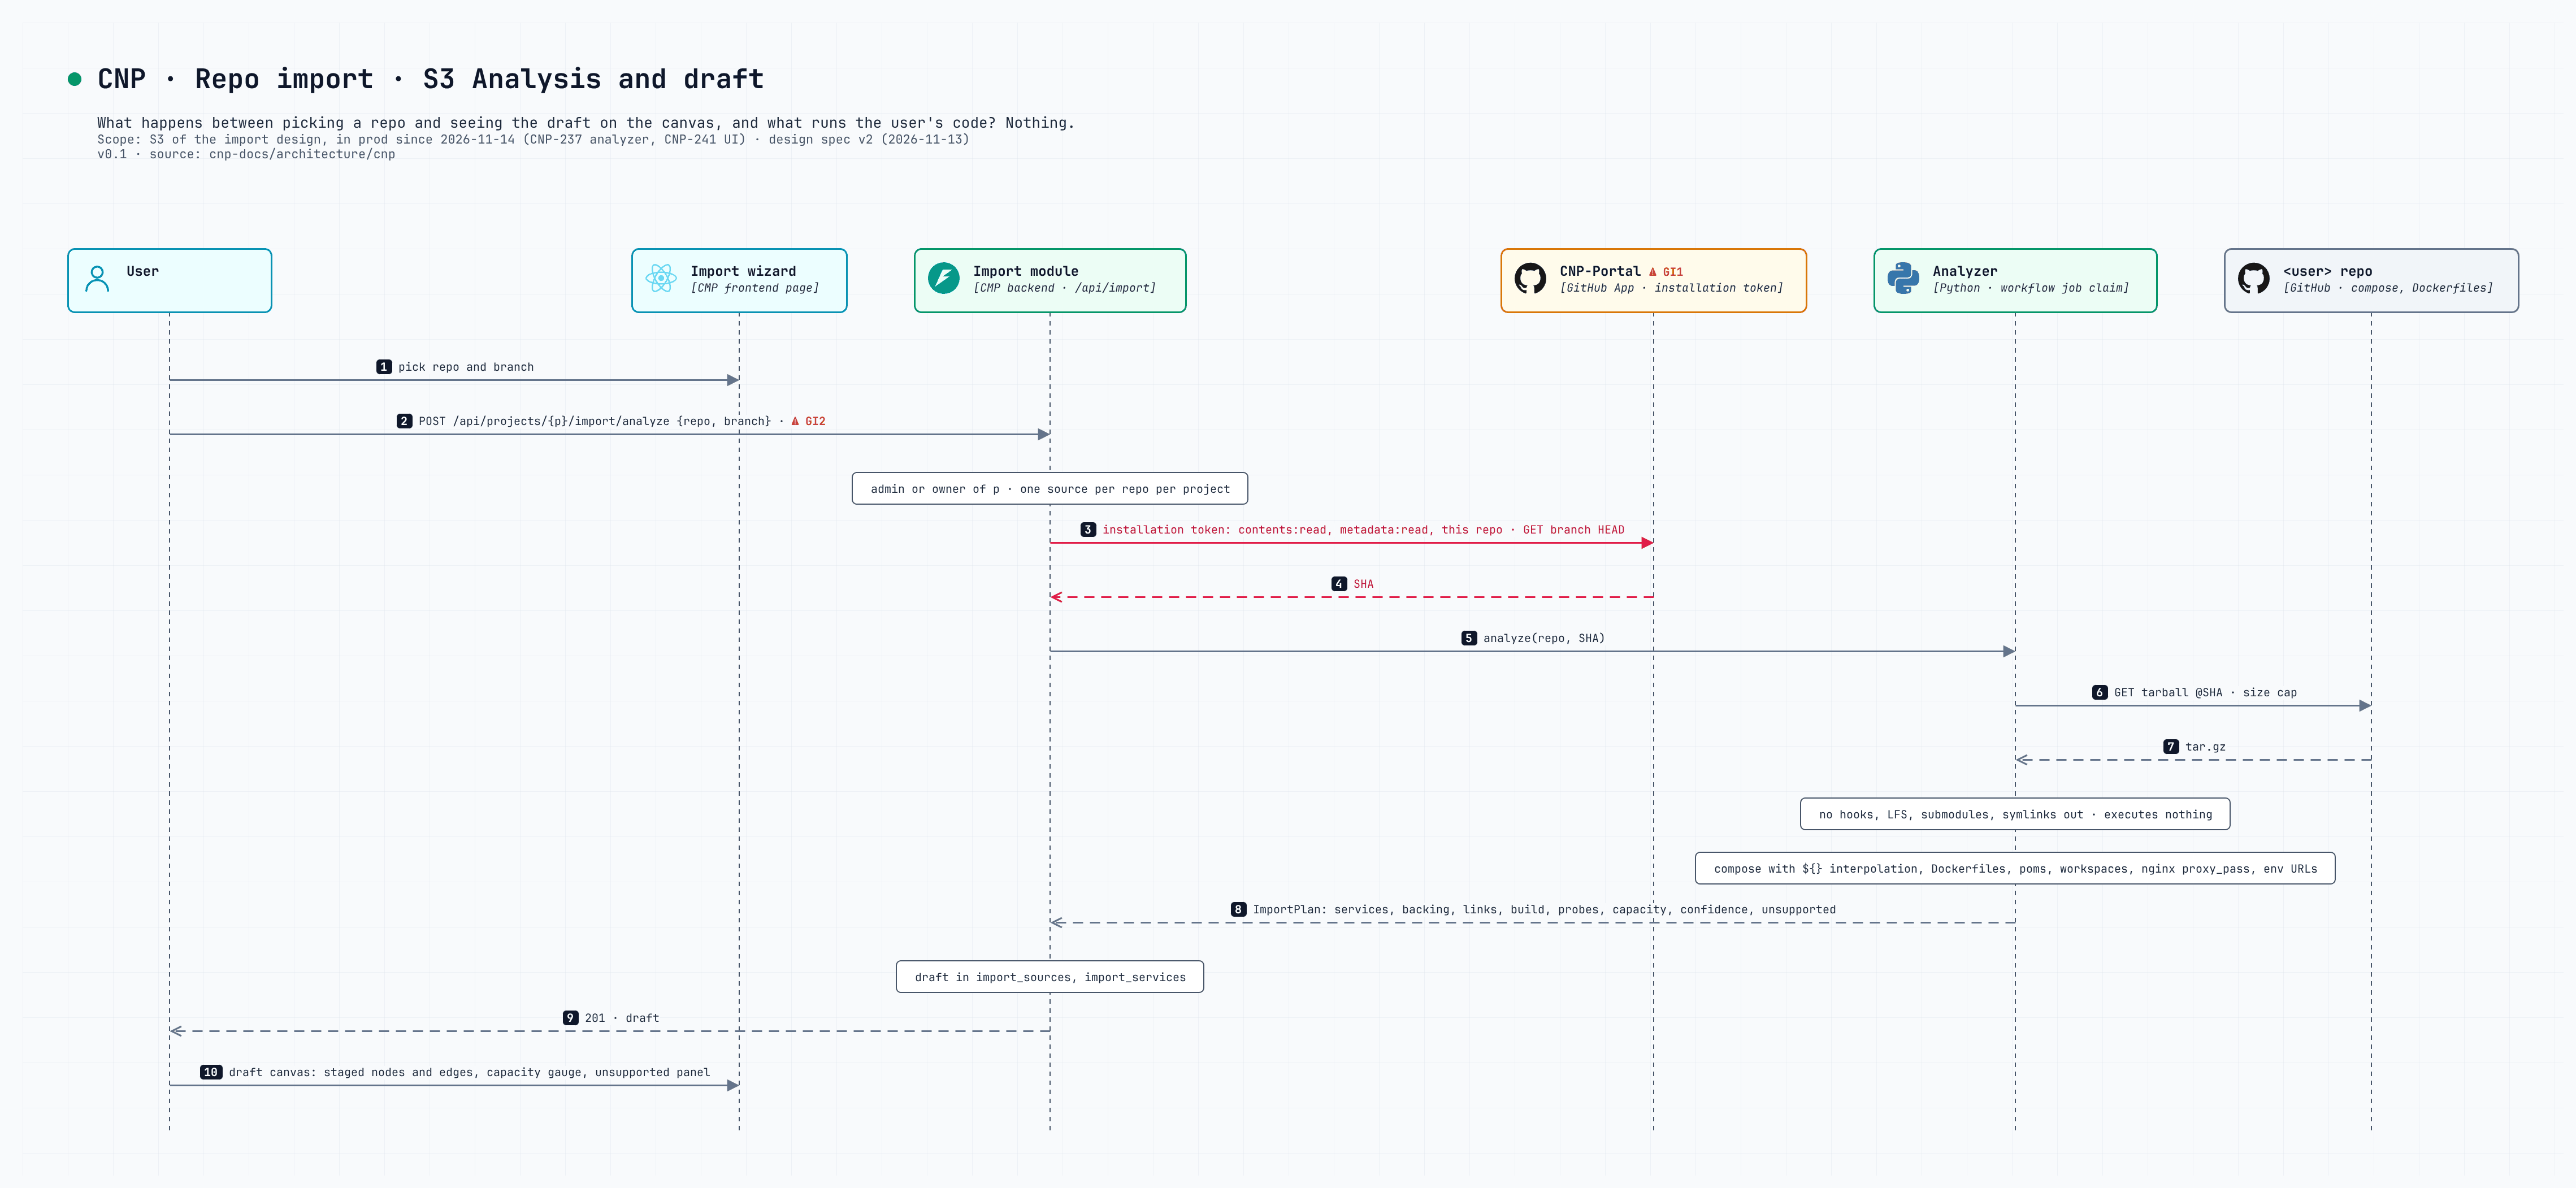 CNP · Repo import · S3 Analysis and draft
What happens between picking a repo and seeing the draft on the canvas, and what runs the user's code? Nothing.
Scope: S3 of the import design, in prod since 2026-11-14 (CNP-237 analyzer, CNP-241 UI) · design spec v2 (2026-11-13)
v0.1 · source: cnp-docs/architecture/cnp
User
Import wizard
[CMP frontend page]
Import module
[CMP backend · /api/import]
CNP-Portal ⚠ GI1
[GitHub App · installation token]
Analyzer
[Python · workflow job claim]
<user> repo
[GitHub · compose, Dockerfiles]
1 pick repo and branch
2 POST /api/projects/{p}/import/analyze {repo, branch} · ⚠ GI2
admin or owner of p · one source per repo per project
3 installation token: contents:read, metadata:read, this repo · GET branch HEAD
4 SHA
5 analyze(repo, SHA)
6 GET tarball @SHA · size cap
7 tar.gz
no hooks, LFS, submodules, symlinks out · executes nothing
compose with ${} interpolation, Dockerfiles, poms, workspaces, nginx proxy_pass, env URLs
8 ImportPlan: services, backing, links, build, probes, capacity, confidence, unsupported
draft in import_sources, import_services
9 201 · draft
10 draft canvas: staged nodes and edges, capacity gauge, unsupported panel